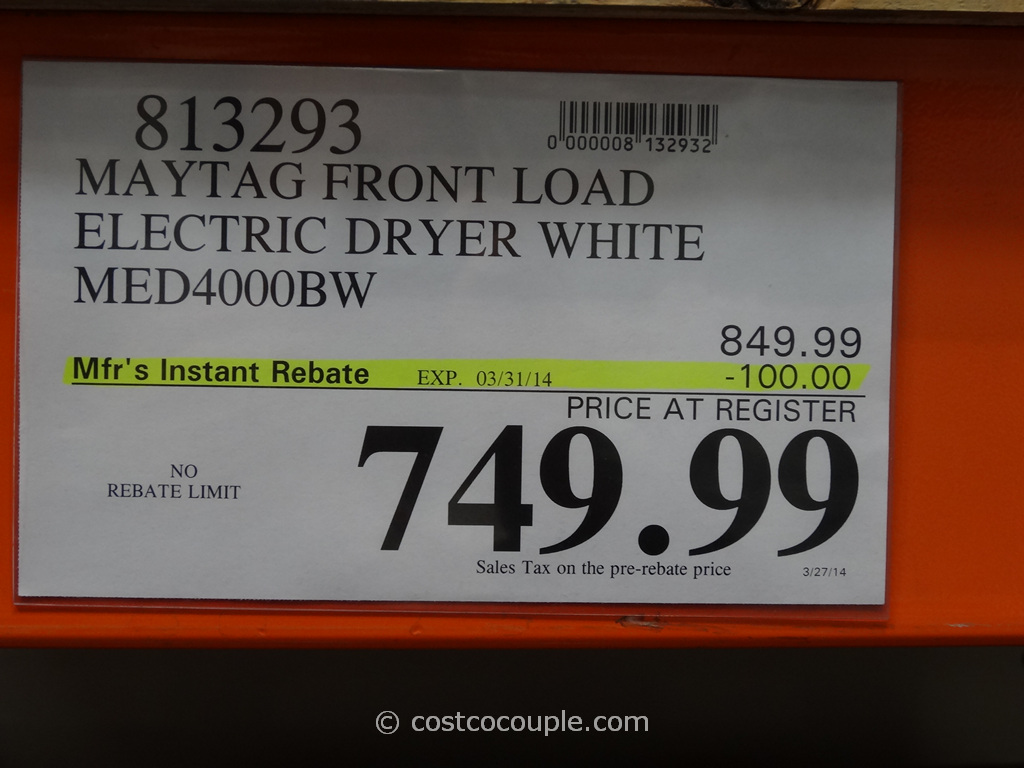 813293
0 000008 132932
MAYTAG FRONT LOAD
ELECTRIC DRYER WHITE
MED4000BW
849.99
Mfr's Instant Rebate EXP. 03/31/14 -100.00
PRICE AT REGISTER
749.99
NO
REBATE LIMIT
Sales Tax on the pre-rebate price 3/27/14
© costcocouple.com